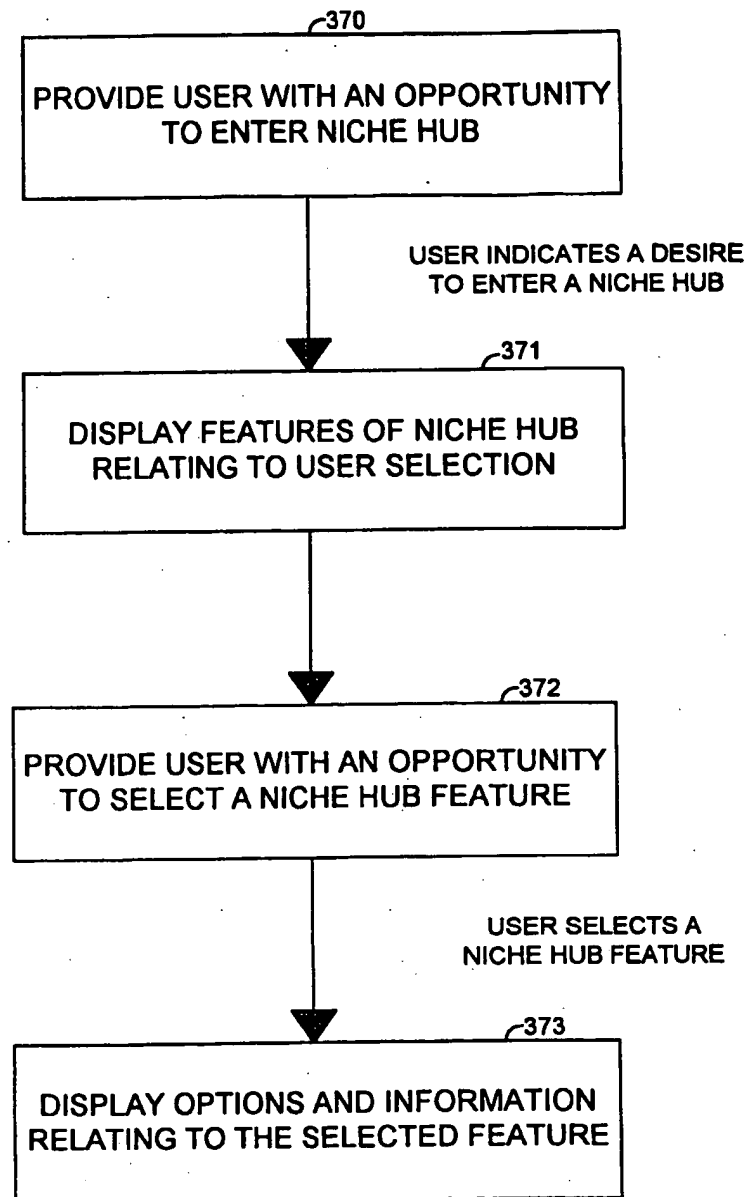 370
PROVIDE USER WITH AN OPPORTUNITY
TO ENTER NICHE HUB
USER INDICATES A DESIRE
TO ENTER A NICHE HUB
371
DISPLAY FEATURES OF NICHE HUB
RELATING TO USER SELECTION
372
PROVIDE USER WITH AN OPPORTUNITY
TO SELECT A NICHE HUB FEATURE
USER SELECTS A
NICHE HUB FEATURE
373
DISPLAY OPTIONS AND INFORMATION
RELATING TO THE SELECTED FEATURE